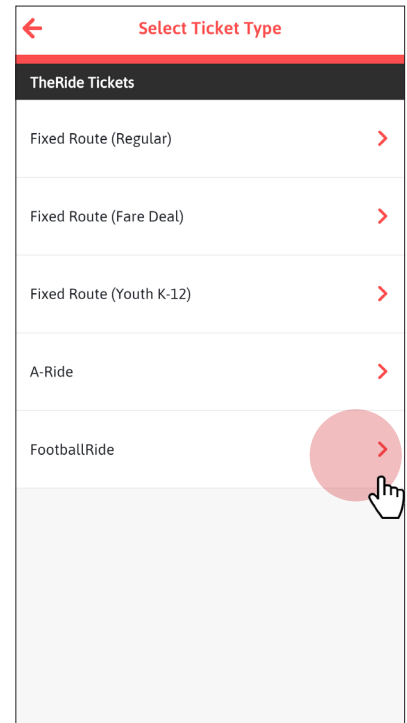 Select Ticket Type
TheRide Tickets
Fixed Route (Regular)
Fixed Route (Fare Deal)
Fixed Route (Youth K-12)
A-Ride
FootballRide